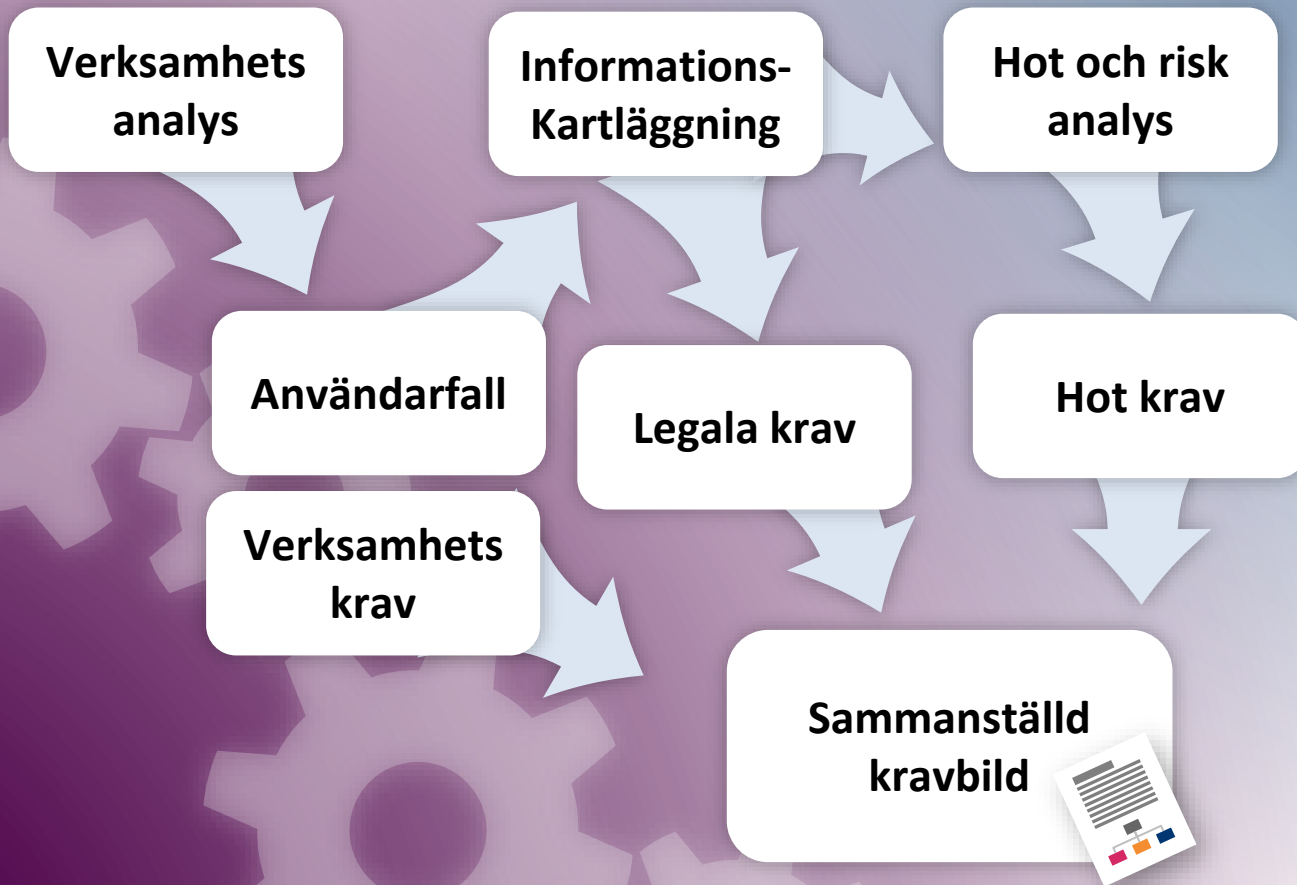 Verksamhets
analys
Informations-
Kartläggning
Hot och risk
analys
Användarfall
Legala krav
Hot krav
Verksamhets
krav
Sammanställd
kravbild